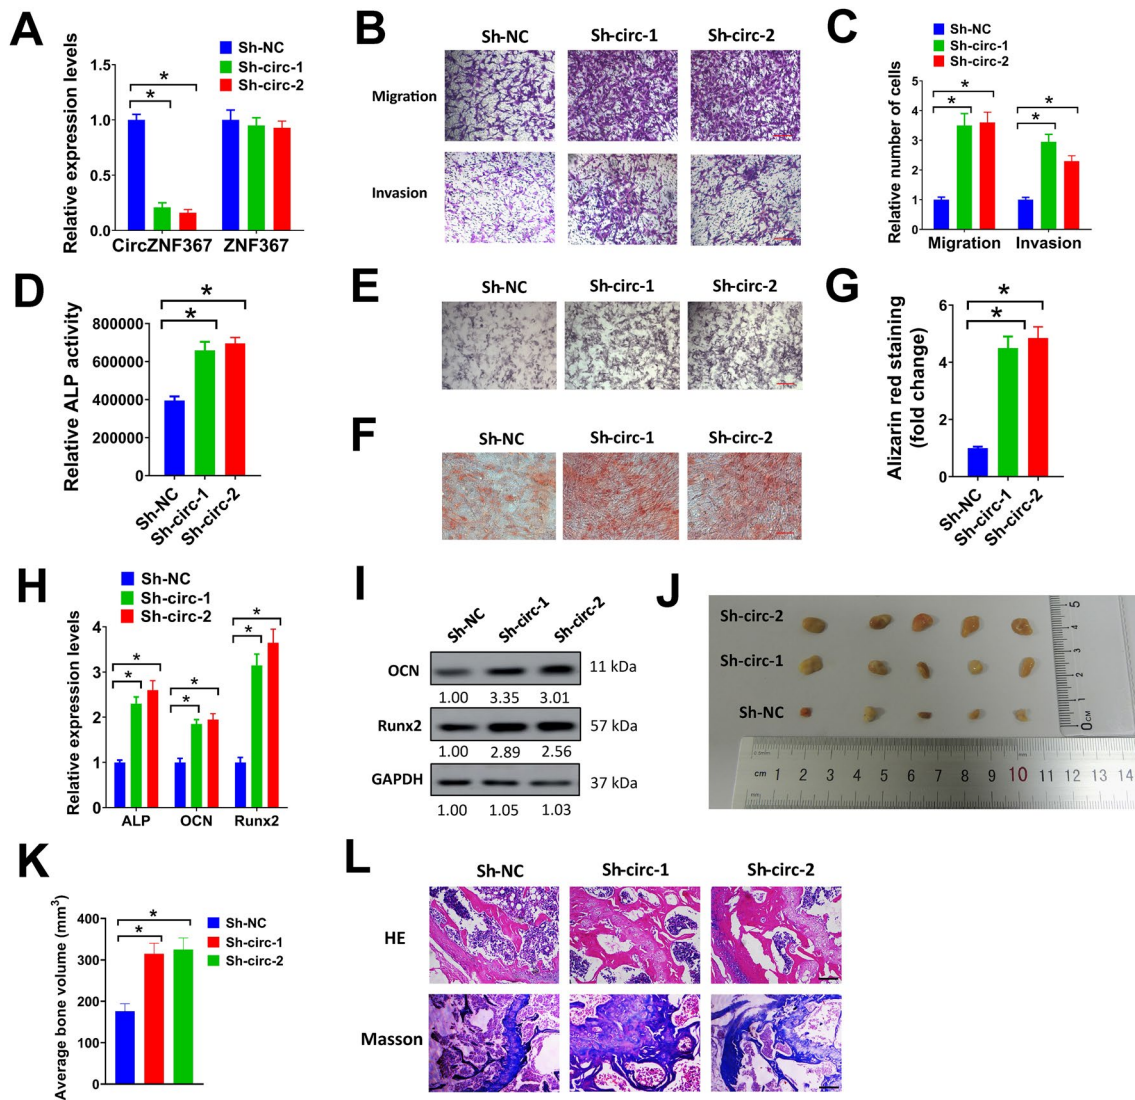 A
Sh-NC
Sh-circ-1
Sh-circ-2
Relative expression levels
1.5
1.0
0.5
0.0
* *
* 
CircZNF367 ZNF367
B
Sh-NC Sh-circ-1 Sh-circ-2
Migration
Invasion
C
Sh-NC
Sh-circ-1
Sh-circ-2
Relative number of cells
5
4
3
2
1
0
* *
* *
Migration Invasion
D
Relative ALP activity
800000
600000
400000
200000
0
*
*
Sh-NC
Sh-circ-1
Sh-circ-2
E
Sh-NC Sh-circ-1 Sh-circ-2
F
Sh-NC Sh-circ-1 Sh-circ-2
G
Alizarin red staining
(fold change)
6
4
2
0
*
*
Sh-NC
Sh-circ-1
Sh-circ-2
H
Sh-NC
Sh-circ-1
Sh-circ-2
Relative expression levels
4
3
2
1
0
* * *
* * *
ALP OCN Runx2
I
Sh-NC Sh-circ-1 Sh-circ-2
OCN 11 kDa
1.00 3.35 3.01
Runx2 57 kDa
1.00 2.89 2.56
GAPDH 37 kDa
1.00 1.05 1.03
J
Sh-circ-2
Sh-circ-1
Sh-NC
5
4
3
2
1
0CM
cm 1 2 3 4 5 6 7 8 9 10 11 12 13 14
K
Average bone volume (mm³)
400
300
200
100
0
*
*
Sh-NC
Sh-circ-1
Sh-circ-2
L
Sh-NC Sh-circ-1 Sh-circ-2
HE
Masson